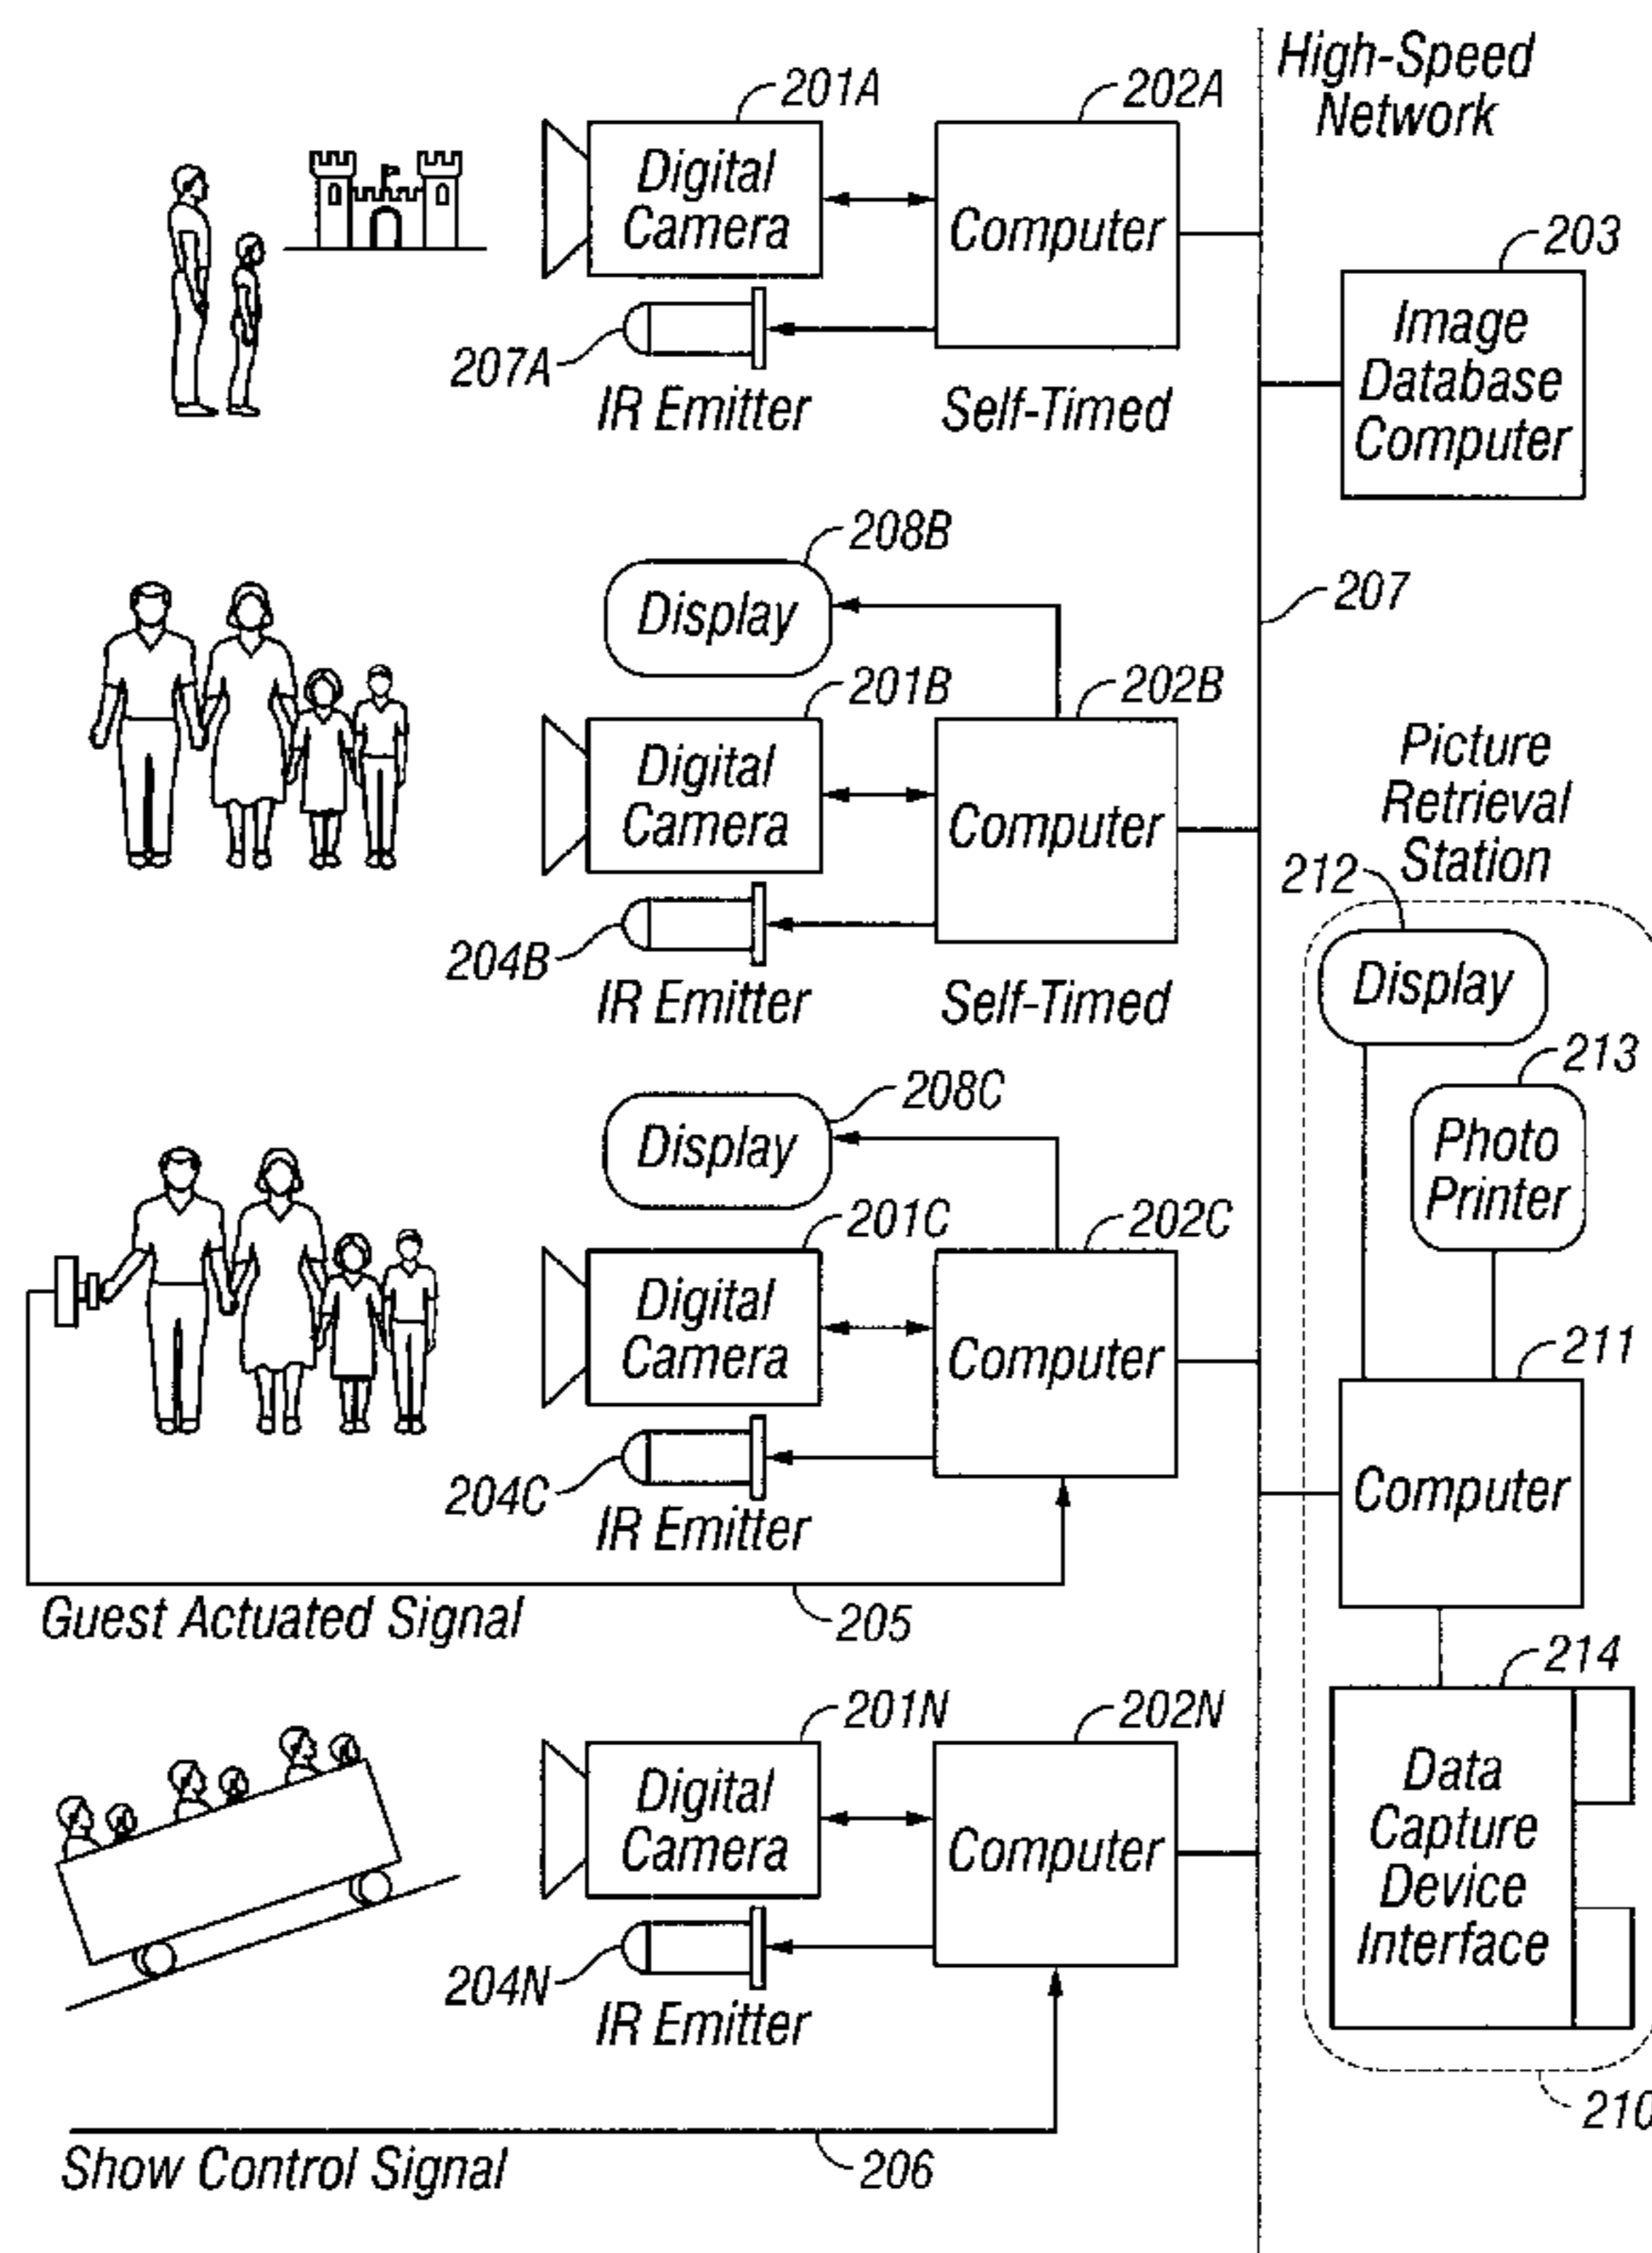 High-Speed
Network
201A
202A
Digital
Camera
Computer
203
Image
Database
Computer
207A
IR Emitter
Self-Timed
208B
Display
207
201B
202B
Digital
Camera
Computer
204B
IR Emitter
Self-Timed
Picture
Retrieval
Station
212
Display
213
Photo
Printer
208C
Display
201C
202C
Digital
Camera
Computer
204C
IR Emitter
Guest Actuated Signal
205
211
Computer
214
Data
Capture
Device
Interface
201N
202N
Digital
Camera
Computer
204N
IR Emitter
Show Control Signal
206
210